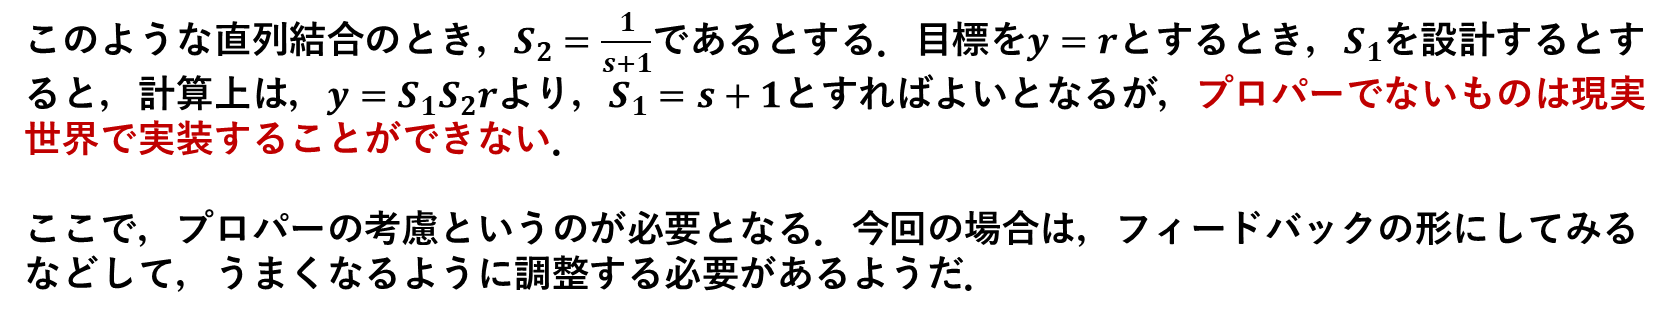 このような直列結合のとき，S₂ = 1/(s+1)であるとする．目標をy = rとするとき，S₁を設計するとす
ると，計算上は，y = S₁S₂rより，S₁ = s + 1とすればよいとなるが，プロパーでないものは現実
世界で実装することができない．
ここで，プロパーの考慮というのが必要となる．今回の場合は，フィードバックの形にしてみる
などして，うまくなるように調整する必要があるようだ．